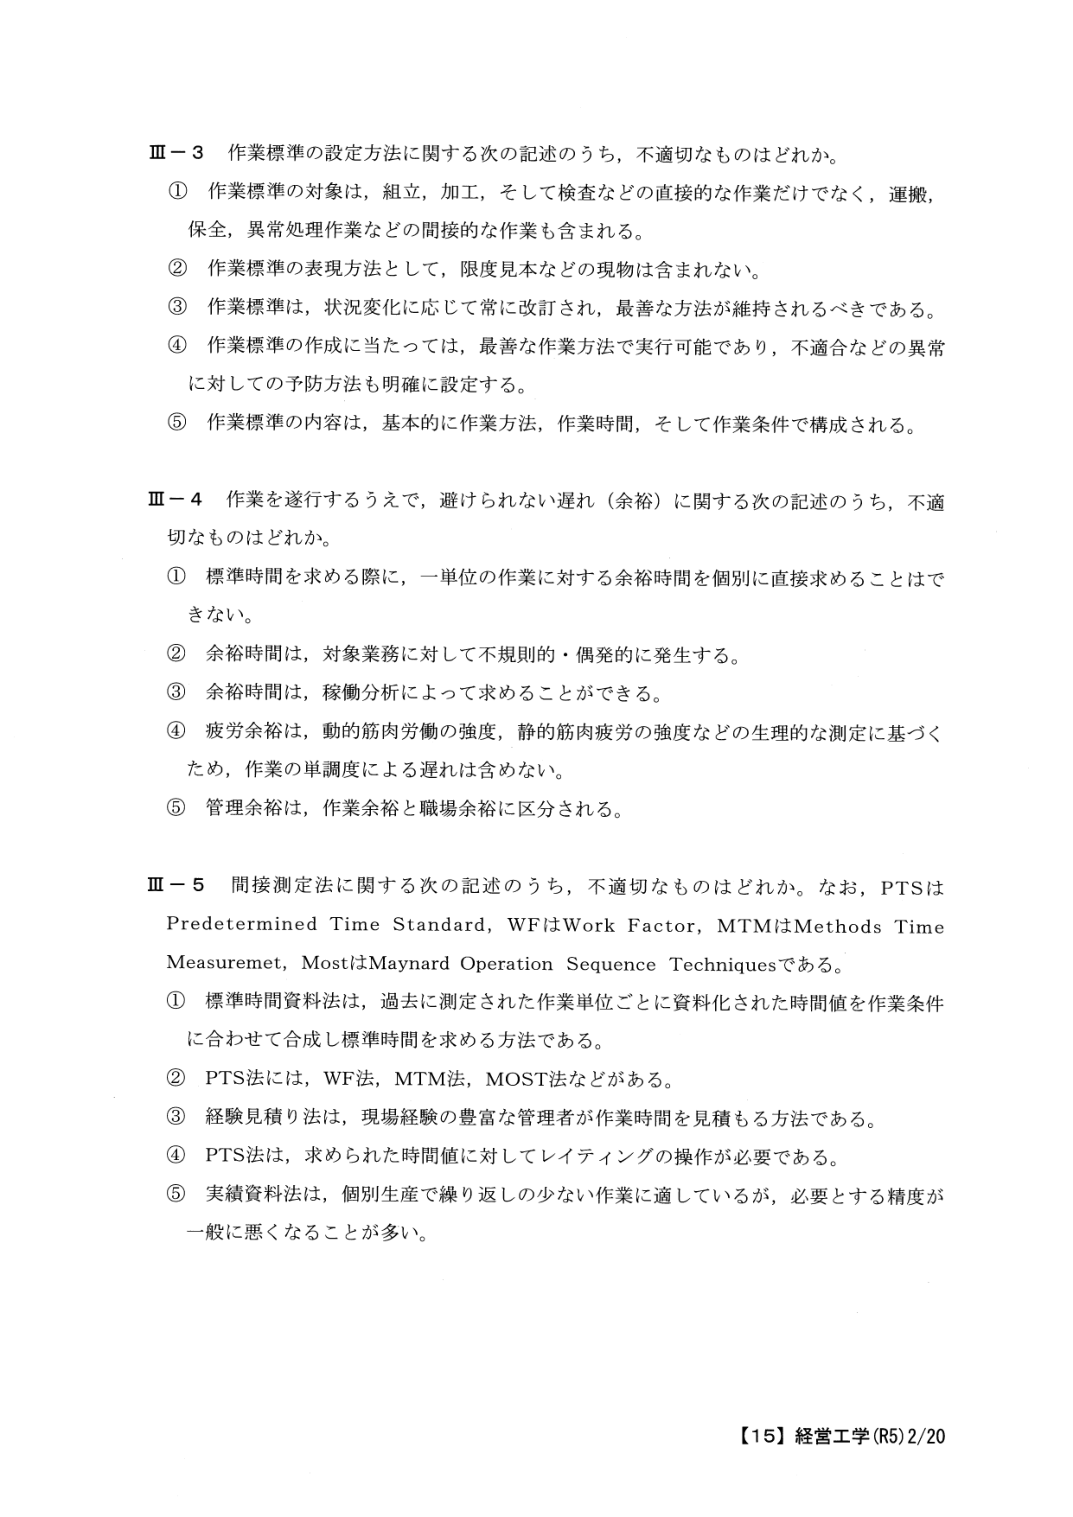 Ⅲ－３　作業標準の設定方法に関する次の記述のうち，不適切なものはどれか。
①　作業標準の対象は，組立，加工，そして検査などの直接的な作業だけでなく，運搬，
保全，異常処理作業などの間接的な作業も含まれる。
②　作業標準の表現方法として，限度見本などの現物は含まれない。
③　作業標準は，状況変化に応じて常に改訂され，最善な方法が維持されるべきである。
④　作業標準の作成に当たっては，最善な作業方法で実行可能であり，不適合などの異常
に対しての予防方法も明確に設定する。
⑤　作業標準の内容は，基本的に作業方法，作業時間，そして作業条件で構成される。
Ⅲ－４　作業を遂行するうえで，避けられない遅れ（余裕）に関する次の記述のうち，不適
切なものはどれか。
①　標準時間を求める際に，一単位の作業に対する余裕時間を個別に直接求めることはで
きない。
②　余裕時間は，対象業務に対して不規則的・偶発的に発生する。
③　余裕時間は，稼働分析によって求めることができる。
④　疲労余裕は，動的筋肉労働の強度，静的筋肉疲労の強度などの生理的な測定に基づく
ため，作業の単調度による遅れは含めない。
⑤　管理余裕は，作業余裕と職場余裕に区分される。
Ⅲ－５　間接測定法に関する次の記述のうち，不適切なものはどれか。なお，PTSは
Predetermined Time Standard，WFはWork Factor，MTMはMethods Time
Measuremet，MostはMaynard Operation Sequence Techniquesである。
①　標準時間資料法は，過去に測定された作業単位ごとに資料化された時間値を作業条件
に合わせて合成し標準時間を求める方法である。
②　PTS法には，WF法，MTM法，MOST法などがある。
③　経験見積り法は，現場経験の豊富な管理者が作業時間を見積もる方法である。
④　PTS法は，求められた時間値に対してレイティングの操作が必要である。
⑤　実績資料法は，個別生産で繰り返しの少ない作業に適しているが，必要とする精度が
一般に悪くなることが多い。
【15】経営工学(R5)2/20